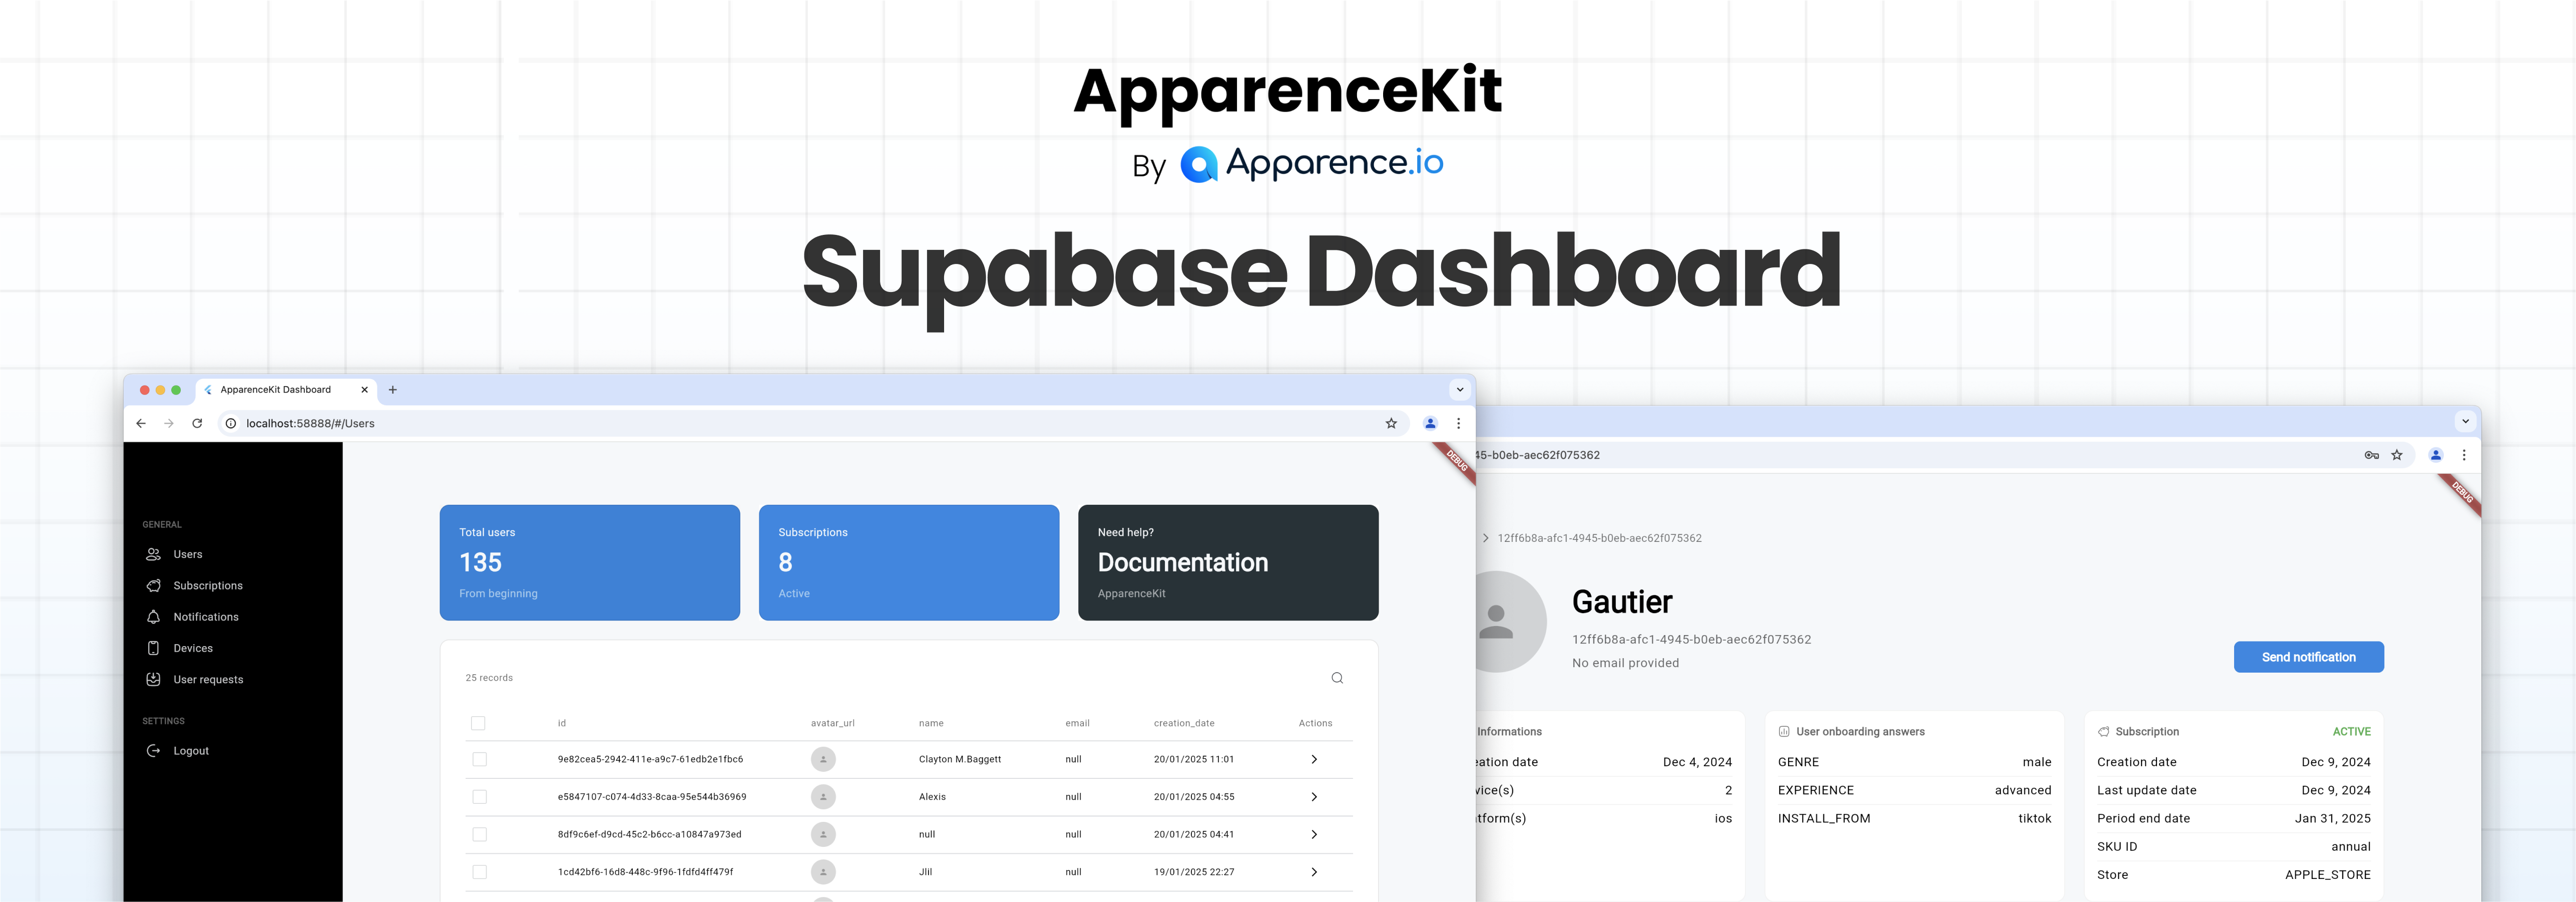 ApparenceKit
By Apparence.io
Supabase Dashboard
ApparenceKit Dashboard
localhost:58888/#/Users
DEBUG
GENERAL
Users
Subscriptions
Notifications
Devices
User requests
SETTINGS
Logout
Total users
135
From beginning
Subscriptions
8
Active
Need help?
Documentation
ApparenceKit
25 records
id avatar_url name email creation_date Actions
9e82cea5-2942-411e-a9c7-61edb2e1fbc6 Clayton M.Baggett null 20/01/2025 11:01
e5847107-c074-4d33-8caa-95e544b36969 Alexis null 20/01/2025 04:55
8df9c6ef-d9cd-45c2-b6cc-a10847a973ed null null 20/01/2025 04:41
1cd42bf6-16d8-448c-9f96-1fdfd4ff479f Jlil null 19/01/2025 22:27
45-b0eb-aec62f075362
DEBUG
12ff6b8a-afc1-4945-b0eb-aec62f075362
Gautier
12ff6b8a-afc1-4945-b0eb-aec62f075362
No email provided
Send notification
Informations
eation date Dec 4, 2024
vice(s) 2
tform(s) ios
User onboarding answers
GENRE male
EXPERIENCE advanced
INSTALL_FROM tiktok
Subscription ACTIVE
Creation date Dec 9, 2024
Last update date Dec 9, 2024
Period end date Jan 31, 2025
SKU ID annual
Store APPLE_STORE